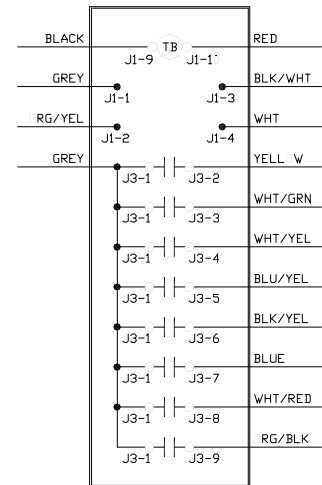 BLACK TB RED
J1-9 J1-1
GREY BLK/WHT
J1-1 J1-3
RG/YEL WHT
J1-2 J1-4
GREY YELL W
J3-1 J3-2
WHT/GRN
J3-1 J3-3
WHT/YEL
J3-1 J3-4
BLU/YEL
J3-1 J3-5
BLK/YEL
J3-1 J3-6
BLUE
J3-1 J3-7
WHT/RED
J3-1 J3-8
RG/BLK
J3-1 J3-9